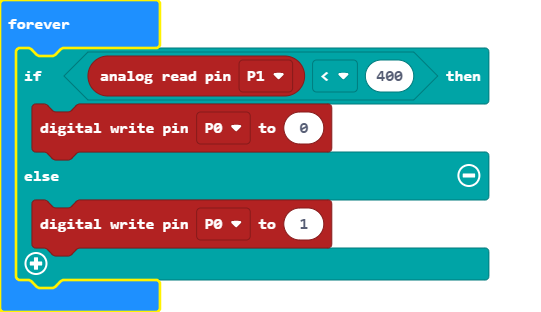 forever
if analog read pin P1 < 400 then
digital write pin P0 to 0
else
digital write pin P0 to 1